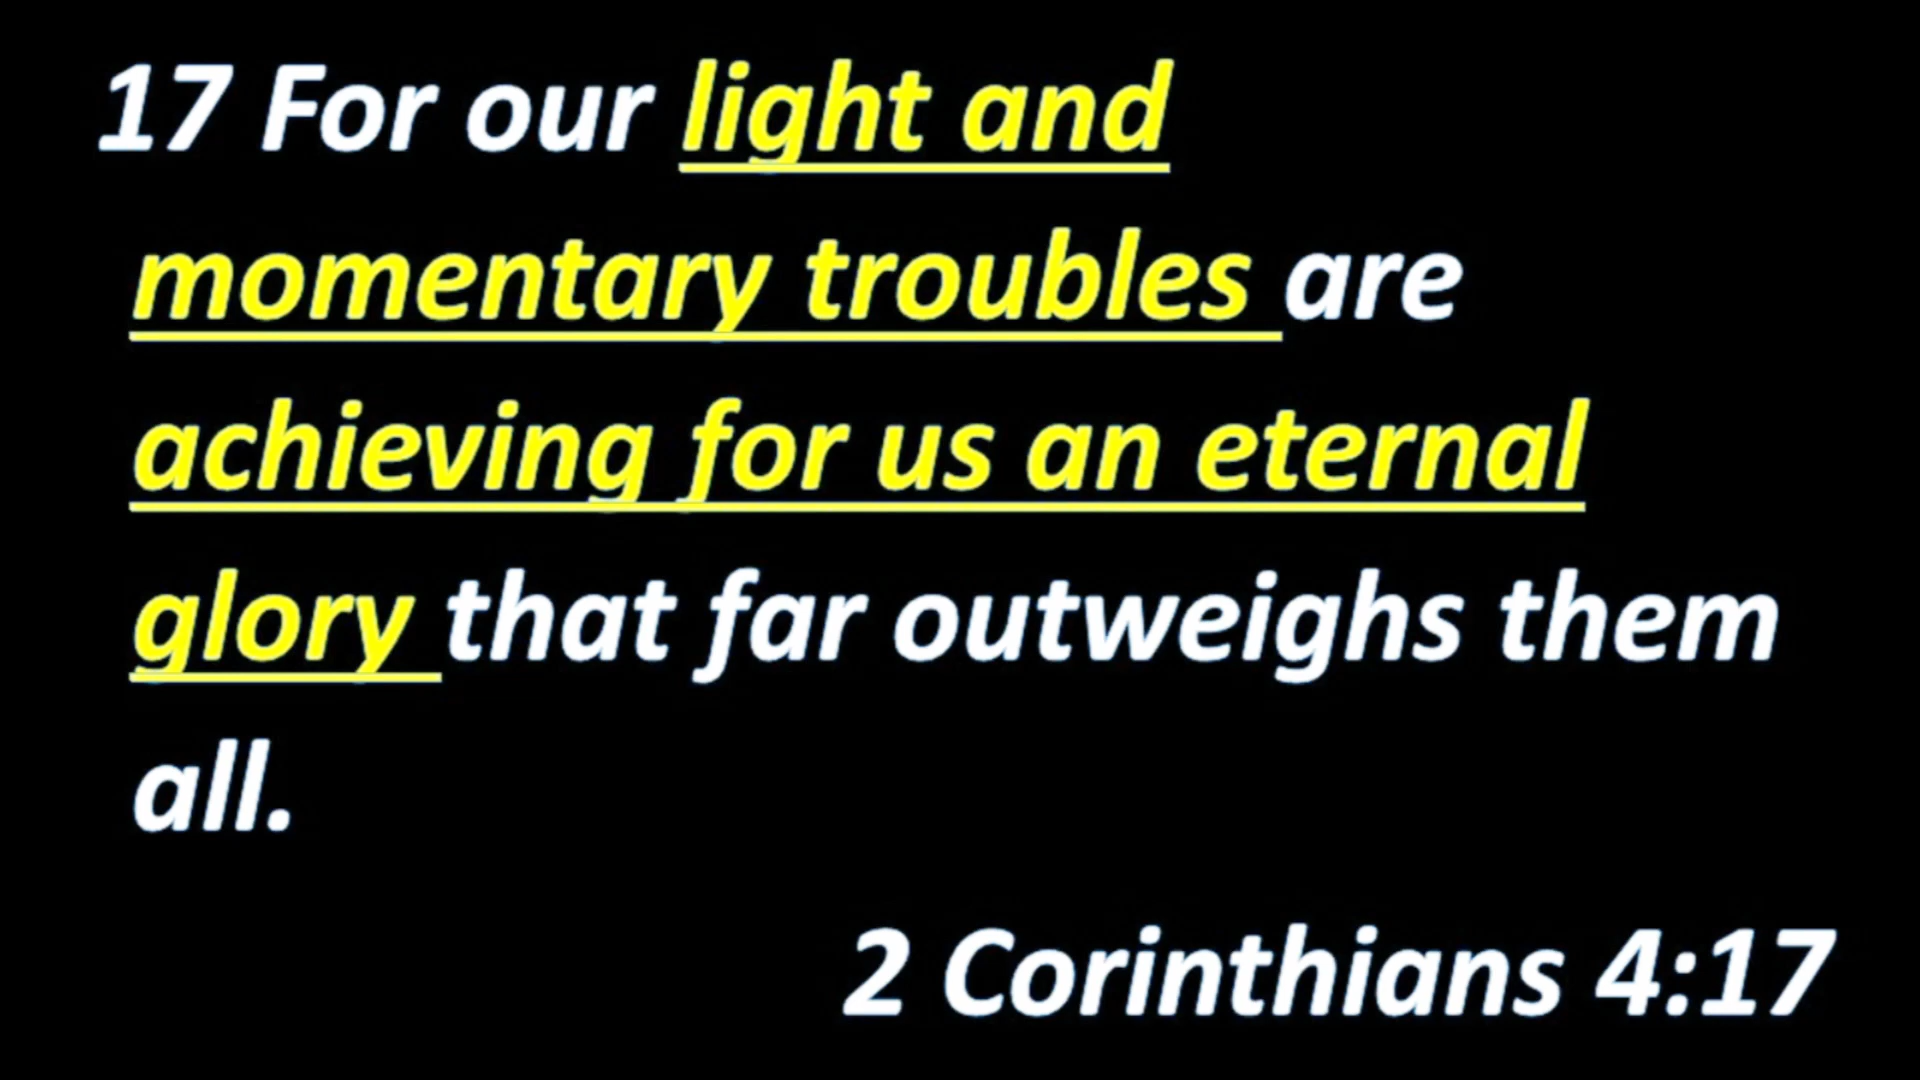 17 For our light and
momentary troubles are
achieving for us an eternal
glory that far outweighs them
all.
2 Corinthians 4:17